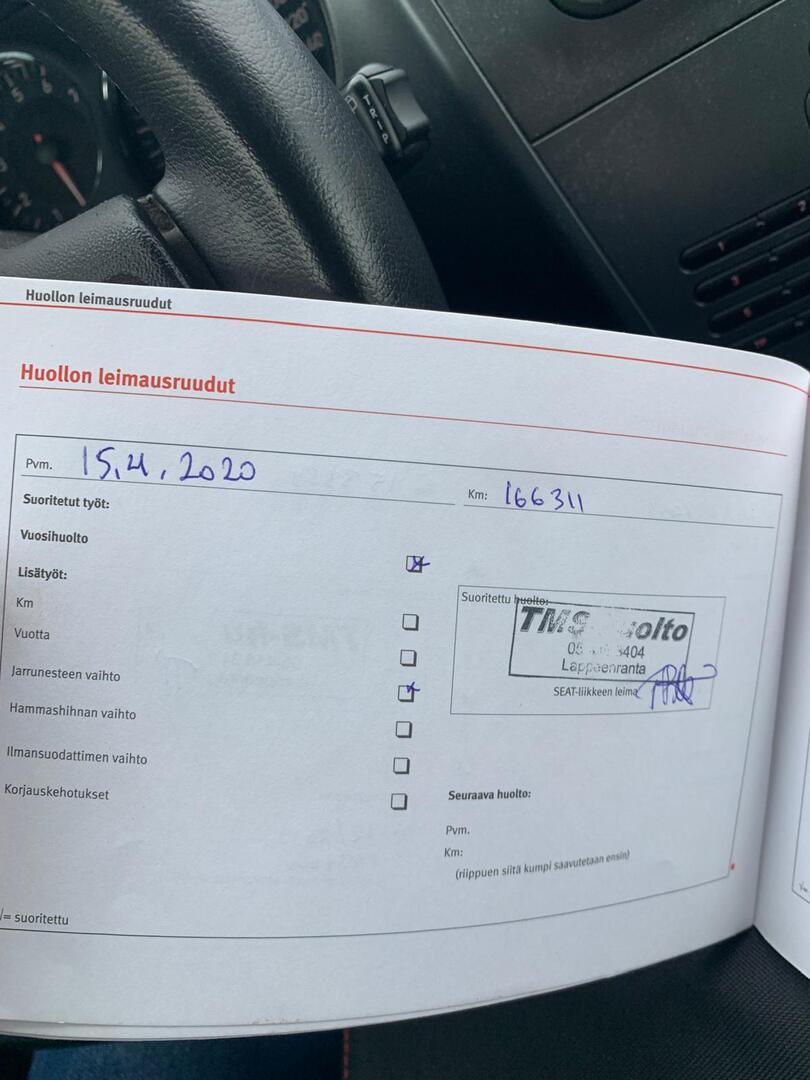 TRIP
Huollon leimausruudut
Huollon leimausruudut
Pvm. 15.4.2020
Km: 166311
Suoritetut työt:
Vuosihuolto
Lisätyöt:
Km
Vuotta
Jarrunesteen vaihto
Hammashihnan vaihto
Ilmansuodattimen vaihto
Korjauskehotukset
Suoritettu huolto:
TMS
Lappeenranta
SEAT-liikkeen leima
Seuraava huolto:
Pvm.
Km:
(riippuen siitä kumpi saavutetaan ensin)
= suoritettu